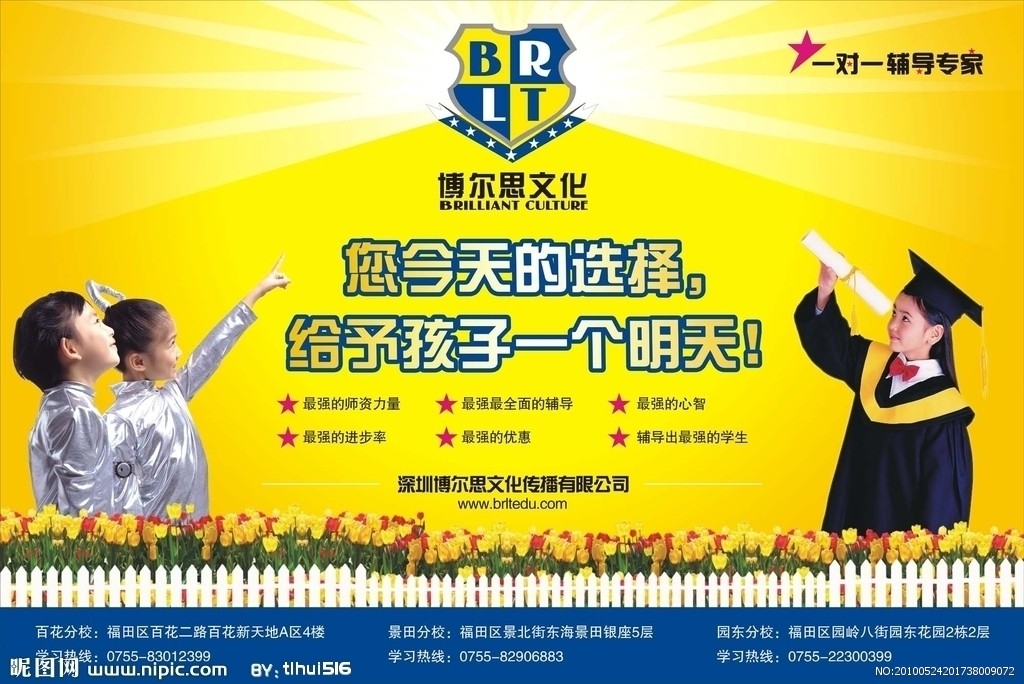 B R
L T
一对一辅导专家
博尔思文化
BRILLIANT CULTURE
您今天的选择，
给予孩子一个明天！
最强的师资力量 最强最全面的辅导 最强的心智
最强的进步率 最强的优惠 辅导出最强的学生
深圳博尔思文化传播有限公司
www.brltedu.com
百花分校：福田区百花二路百花新天地A区4楼
学习热线：0755-83012399
景田分校：福田区景北街东海景田银座5层
学习热线：0755-82906883
园东分校：福田区园岭八街园东花园2栋2层
学习热线：0755-22300399
昵图网 www.nipic.com BY: tlhui516
NO:20100524201738009072